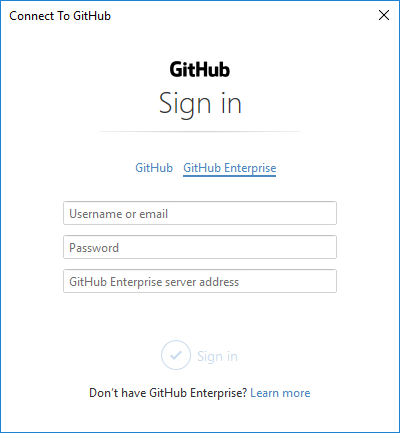 Connect To GitHub
GitHub
Sign in
GitHub GitHub Enterprise
Username or email
Password
GitHub Enterprise server address
Sign in
Don't have GitHub Enterprise? Learn more